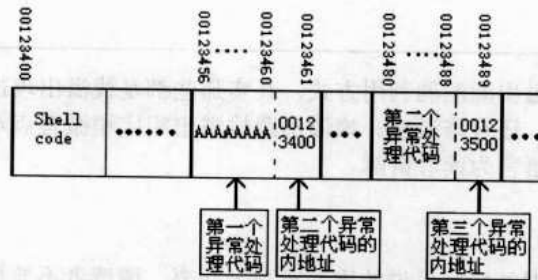 00123400
00123456
....
00123460
00123461
00123480
....
00123488
00123489
Shell
code
......
AAAAAAAA
0012
3400
...
第二个
异常处
理代码
0012
3500
...
第一个
异常处
理代码
第二个异常
处理代码的
内地址
第三个异常
处理代码的
内地址